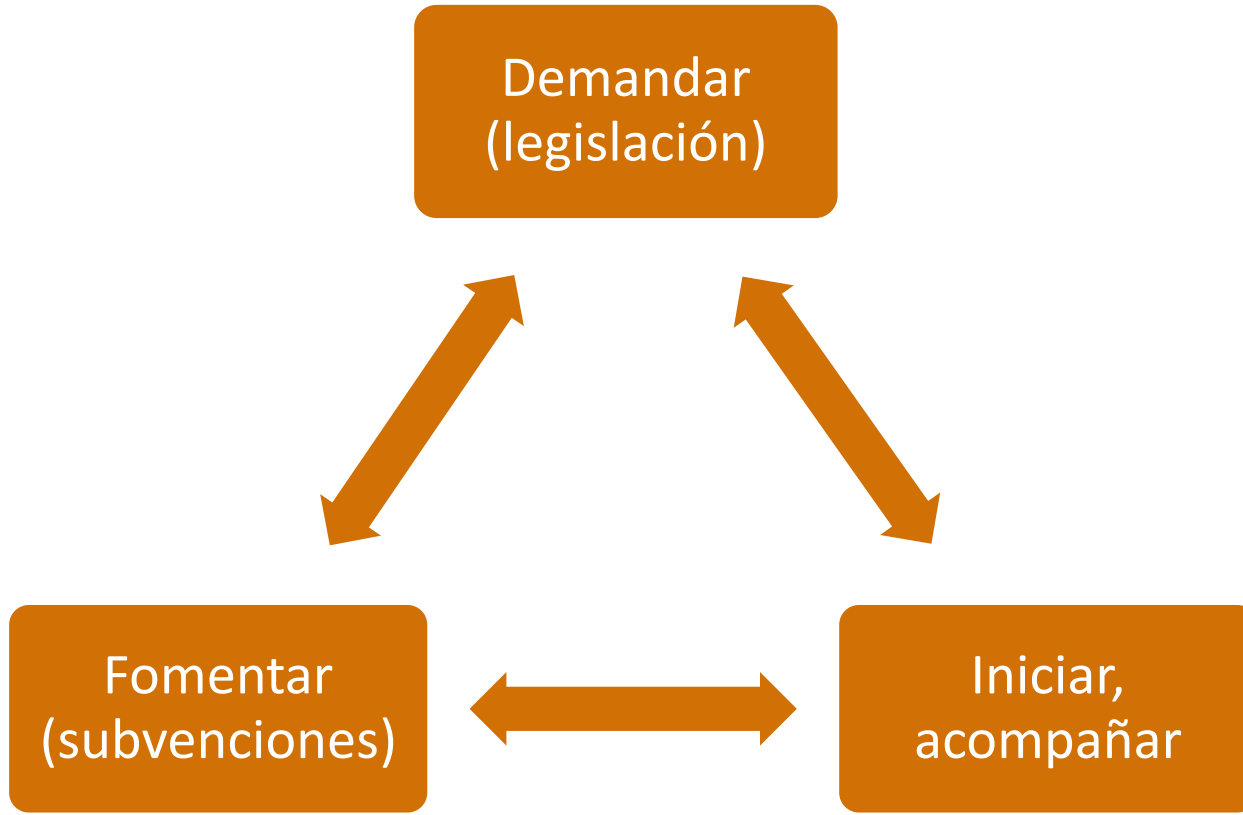 Demandar
(legislación)
Fomentar
(subvenciones)
Iniciar,
acompañar